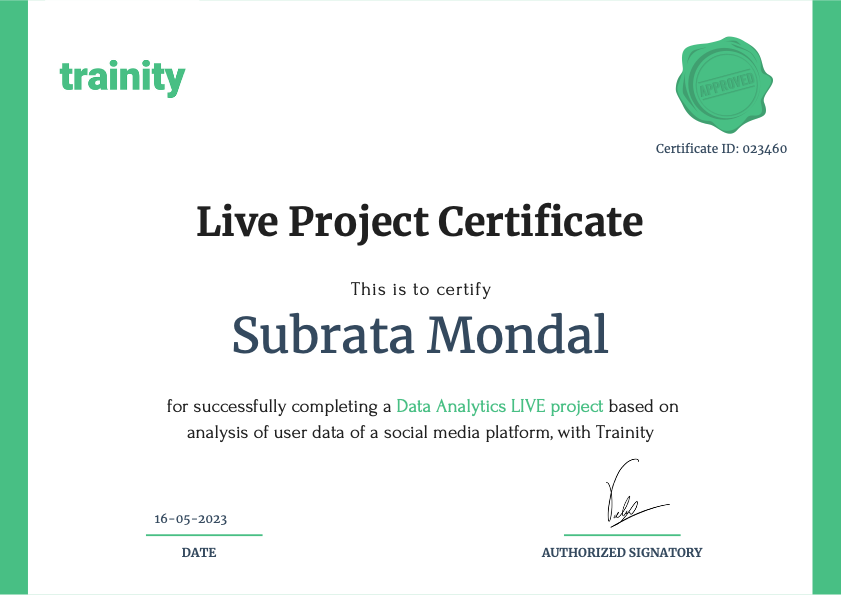 trainity
APPROVED
Certificate ID: 023460
Live Project Certificate
This is to certify
Subrata Mondal
for successfully completing a Data Analytics LIVE project based on
analysis of user data of a social media platform, with Trainity
16-05-2023
DATE
AUTHORIZED SIGNATORY